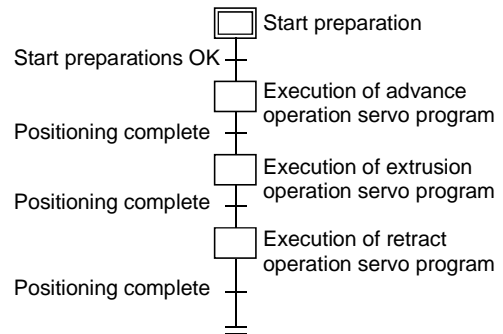 Start preparation
Start preparations OK
Execution of advance
operation servo program
Positioning complete
Execution of extrusion
operation servo program
Positioning complete
Execution of retract
operation servo program
Positioning complete